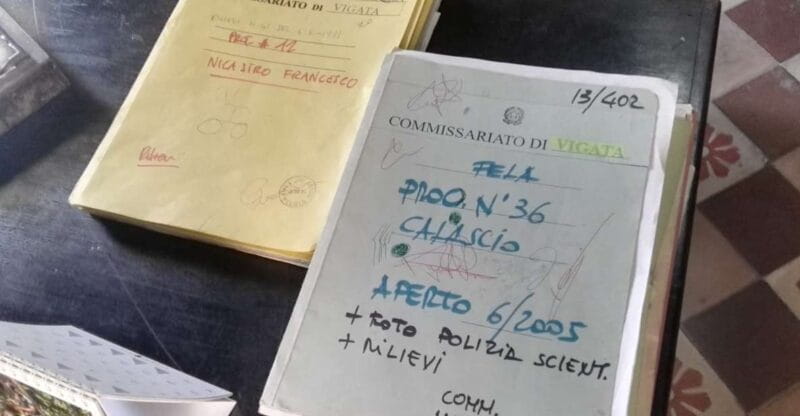 COMMISSARIATO DI VIGATA
NICASTRO FRANCESCO
13/402
COMMISSARIATO DI VIGATA
FELA
PROC. N° 36
CALASCIO
APERTO 6/2005
+ FOTO POLIZIA SCIENT.
+ RILIEVI
COMM.